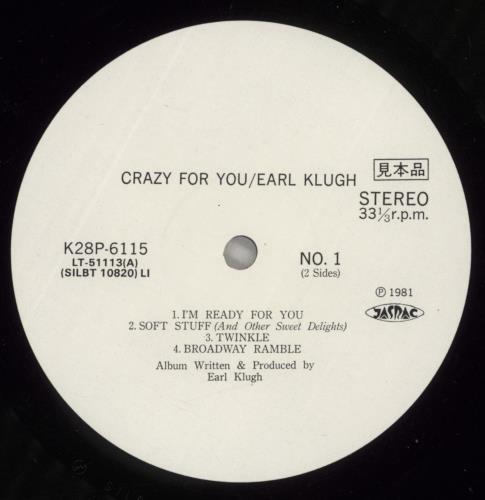 CRAZY FOR YOU/EARL KLUGH
見本品
STEREO
33⅓r.p.m.
K28P-6115
LT-51113(A)
(SILBT 10820) LI
NO. 1
(2 Sides)
℗ 1981
JASRAC
1.I'M READY FOR YOU
2.SOFT STUFF (And Other Sweet Delights)
3.TWINKLE
4.BROADWAY RAMBLE
Album Written & Produced by
Earl Klugh